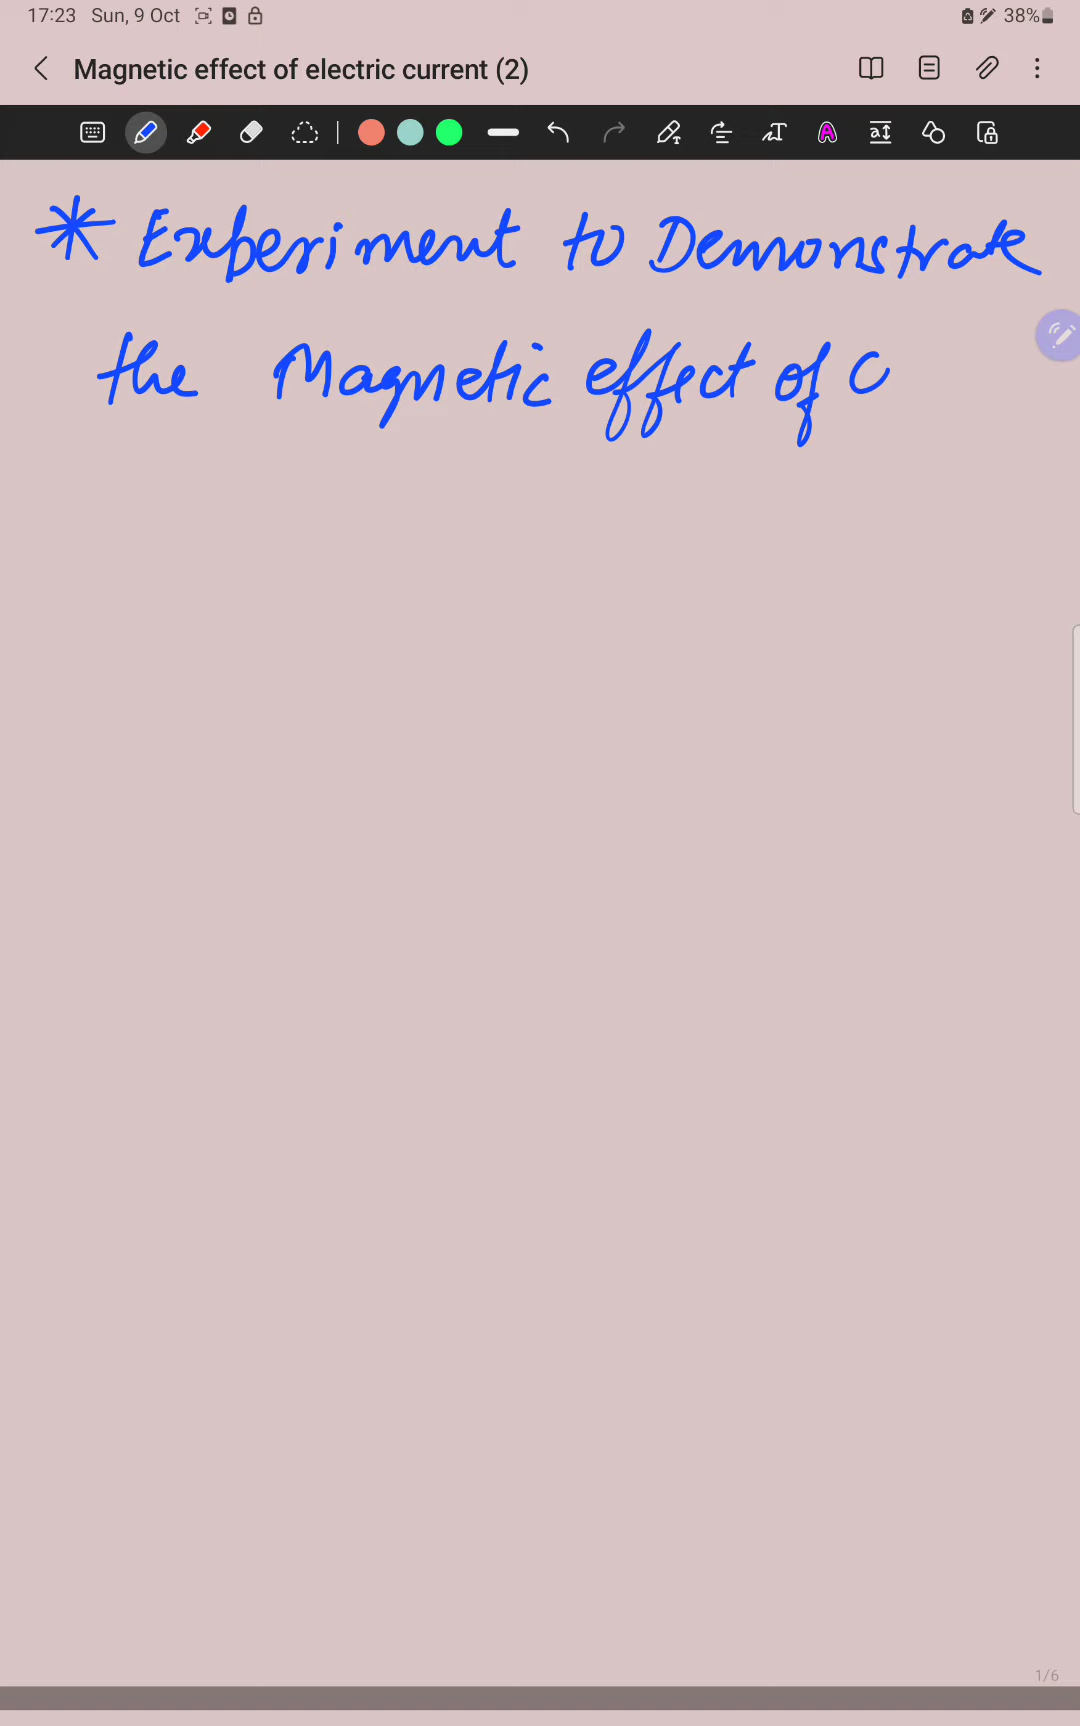 17:23 Sun, 9 Oct 38%
Magnetic effect of electric current (2)
* Experiment to Demonstrate
the Magnetic effect of C
1/6